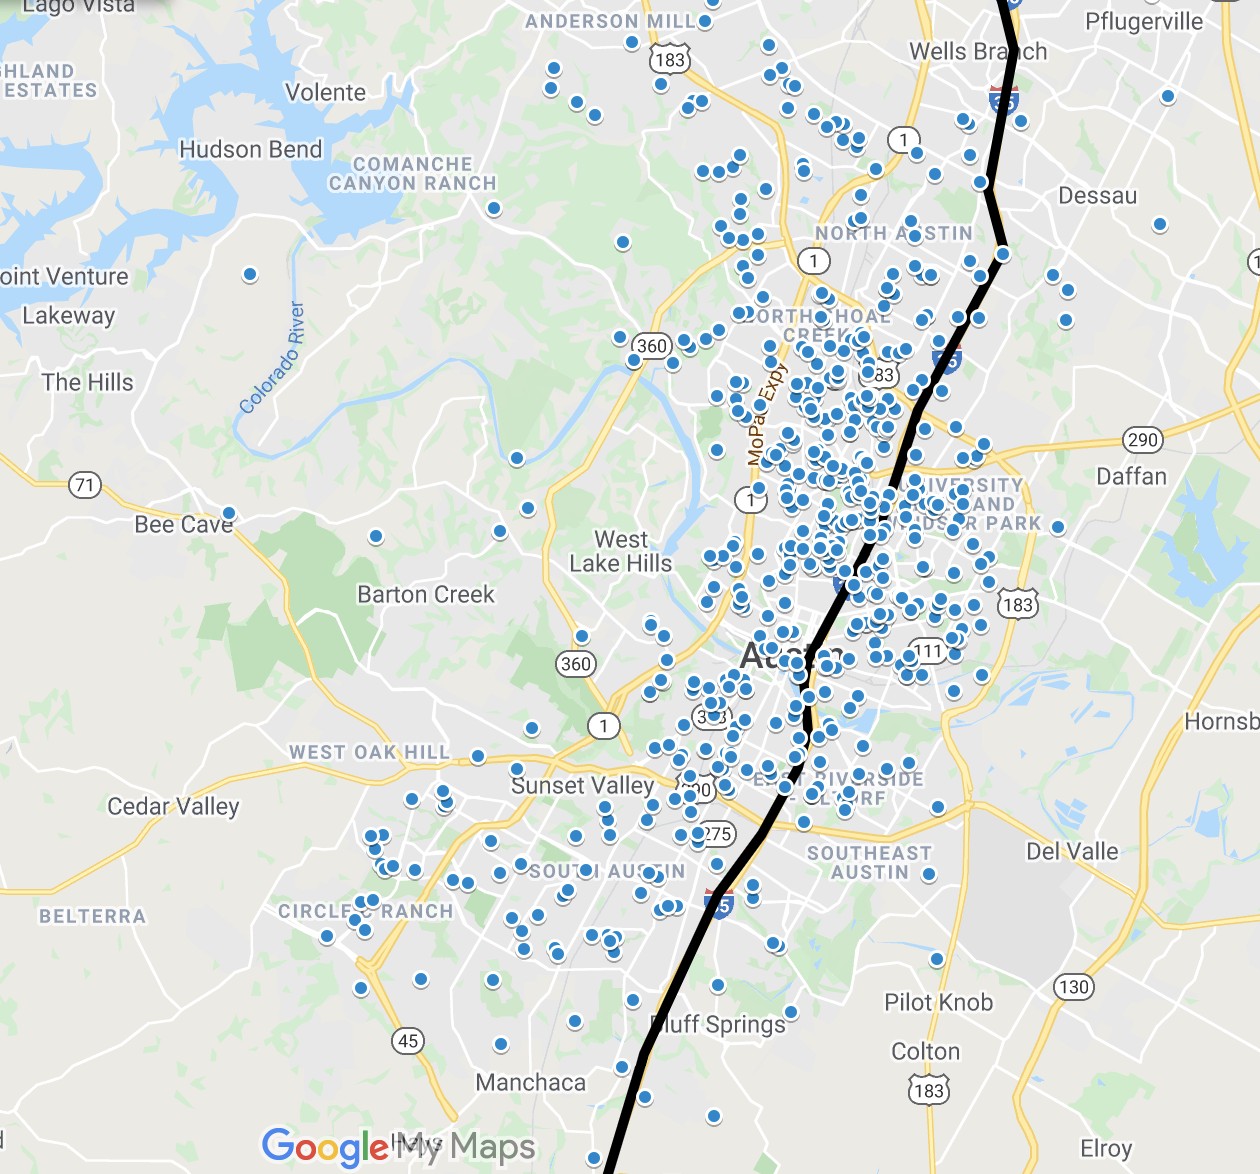 Lago Vista
ANDERSON MILL
Pflugerville
183
Wells Branch
HLAND
ESTATES
Volente
35
1
Hudson Bend
COMANCHE
CANYON RANCH
Dessau
NORTH AUSTIN
1
oint Venture
Lakeway
Colorado River
NORTH SHOAL
CREEK
360
35
The Hills
183
MoPac Expy
290
71
Daffan
1
UNIVERSITY
Bee Cave
WINDSOR PARK
West
Lake Hills
Barton Creek
183
111
Austin
360
1
Hornsb
WEST OAK HILL
Sunset Valley
290
EAST RIVERSIDE
Cedar Valley
275
SOUTHEAST
AUSTIN
Del Valle
SOUTH AUSTIN
35
BELTERRA
CIRCLE C RANCH
130
Pilot Knob
Bluff Springs
45
Colton
Manchaca
183
Google My Maps
Hays
Elroy